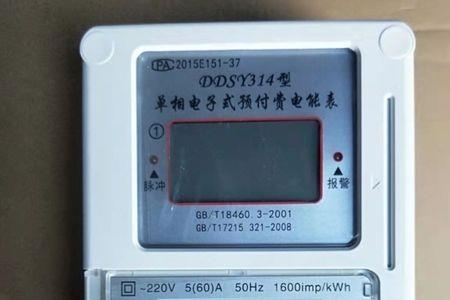 CPA 2015E151-37
DDSY314型
单相电子式预付费电能表
①
脉冲 报警
GB/T18460.3-2001
GB/T17215 321-2008
~220V 5(60)A 50Hz 1600imp/kWh